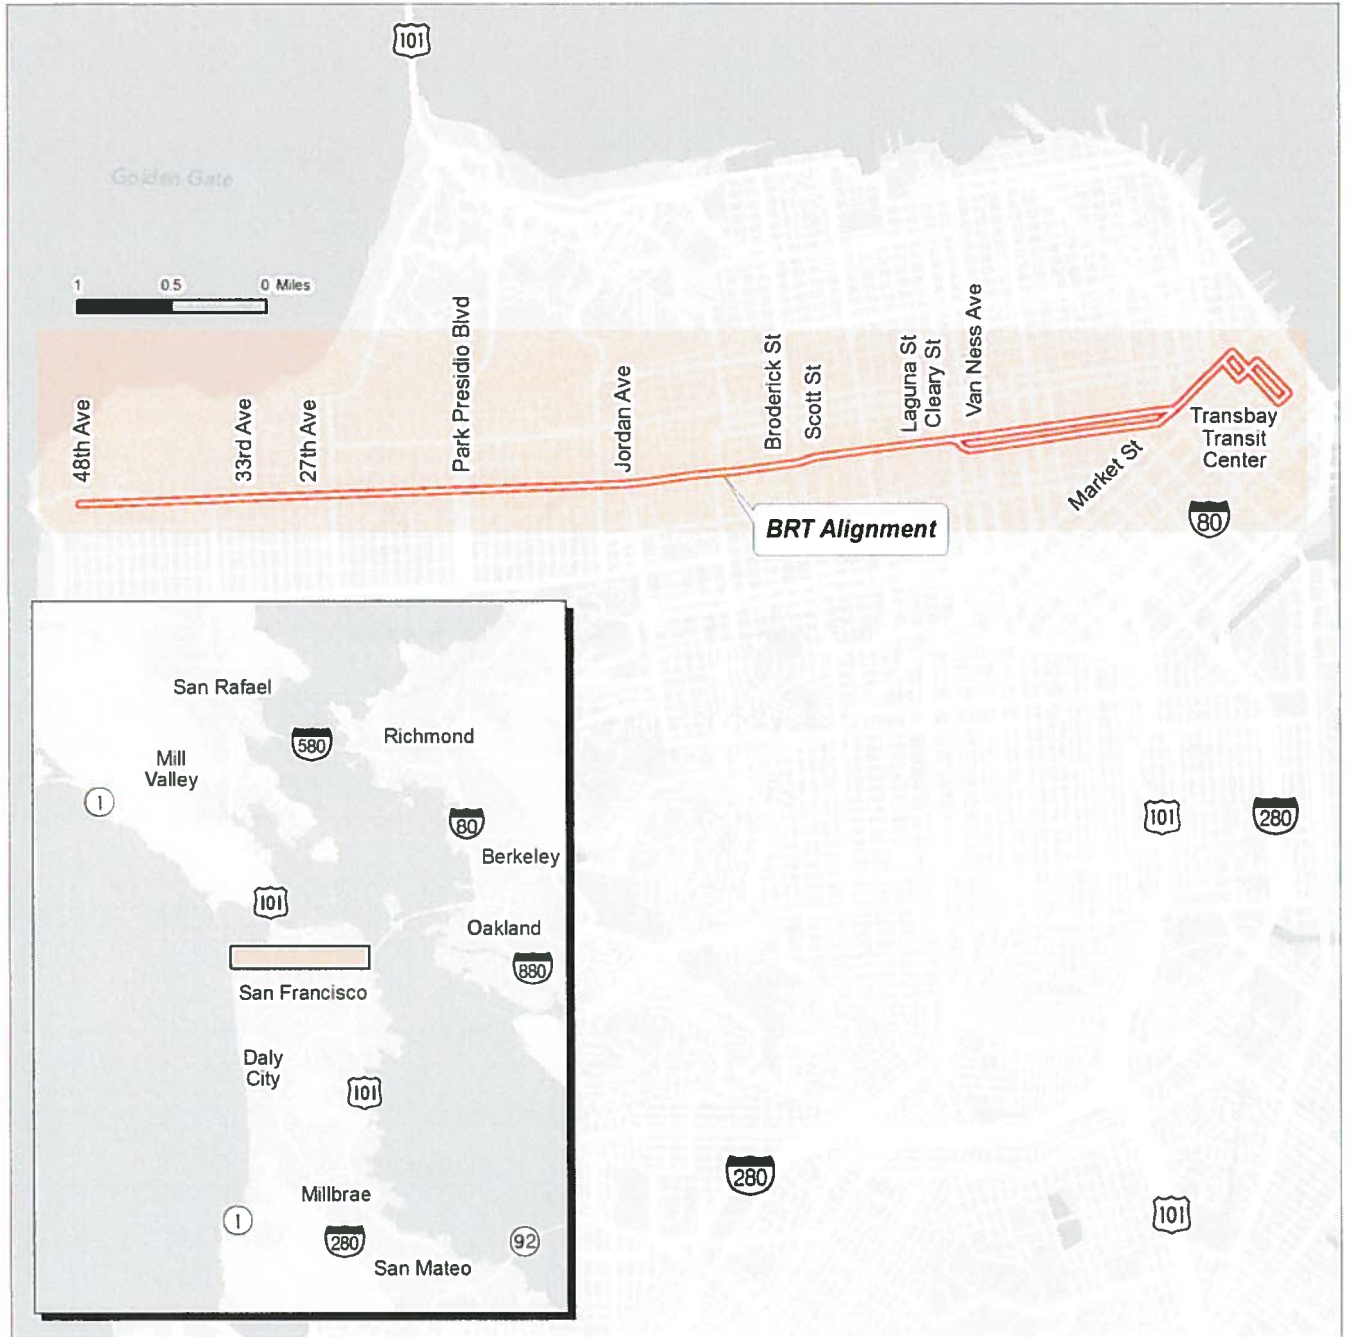 101
Golden Gate
1 0.5 0 Miles
48th Ave
33rd Ave
27th Ave
Park Presidio Blvd
Jordan Ave
Broderick St
Scott St
Laguna St
Cleary St
Van Ness Ave
Market St
Transbay
Transit
Center
80
BRT Alignment
San Rafael
580
Richmond
Mill
Valley
1
80
Berkeley
101
Oakland
880
San Francisco
Daly
City
101
Millbrae
1
280
92
San Mateo
101
280
280
101